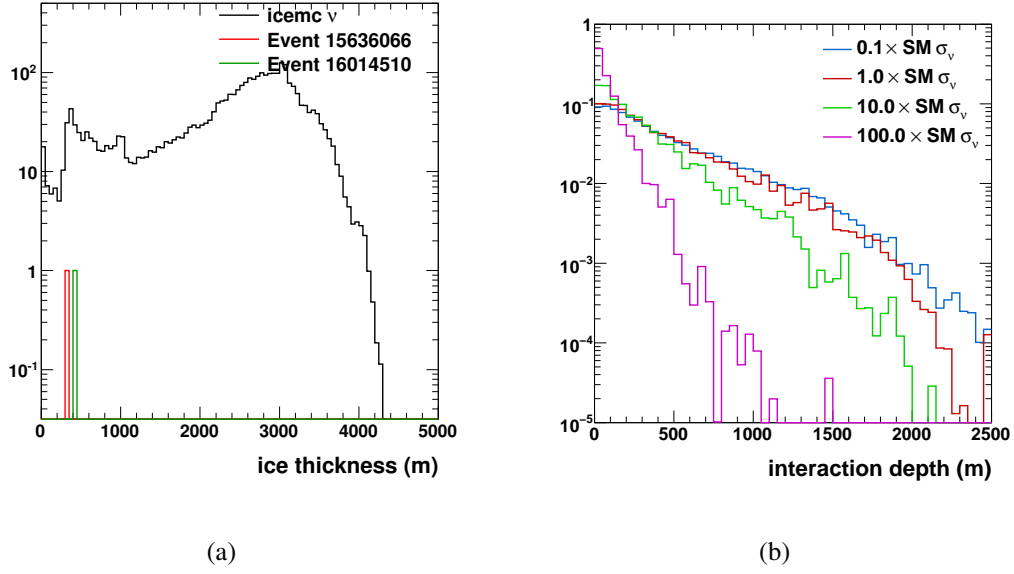 icemc ν
Event 15636066
Event 16014510
10²
10
1
10⁻¹
0 1000 2000 3000 4000 5000
ice thickness (m)
(a)
0.1 × SM σ_ν
1.0 × SM σ_ν
10.0 × SM σ_ν
100.0 × SM σ_ν
1
10⁻¹
10⁻²
10⁻³
10⁻⁴
10⁻⁵
0 500 1000 1500 2000 2500
interaction depth (m)
(b)